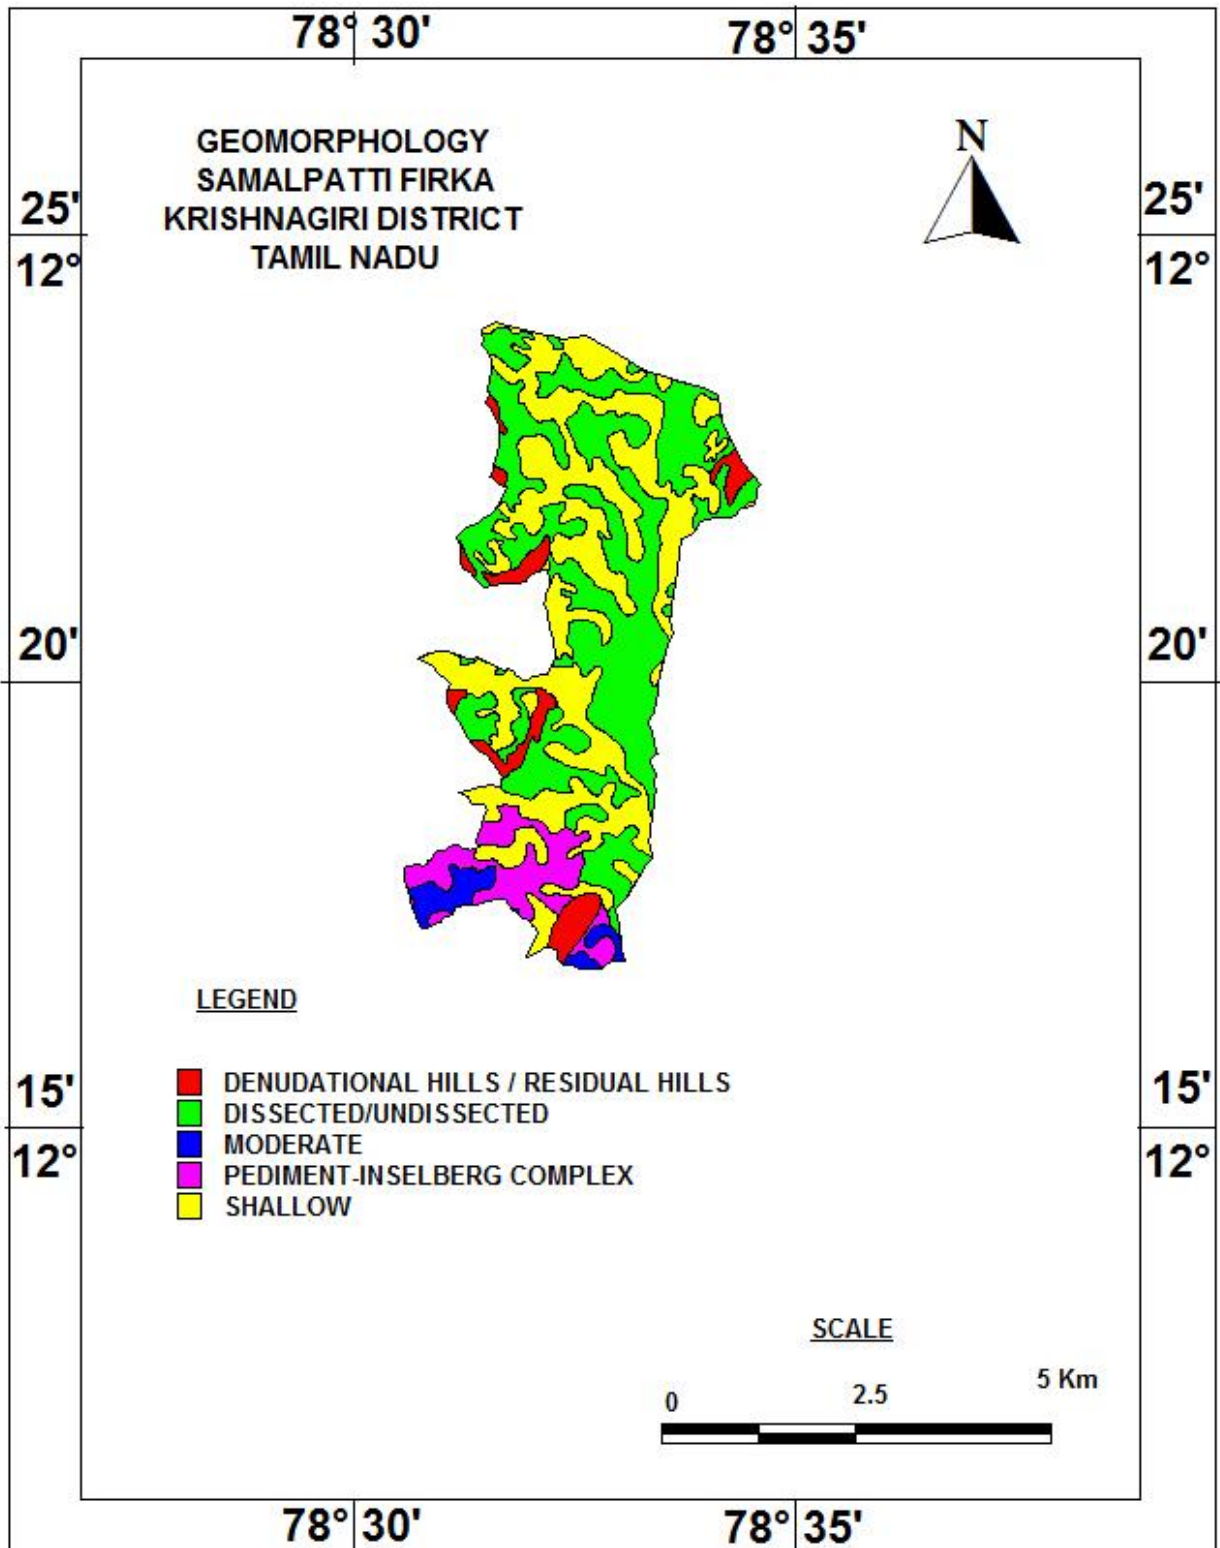 78° 30' 78° 35'
GEOMORPHOLOGY
SAMALPATTI FIRKA
KRISHNAGIRI DISTRICT
TAMIL NADU
N
25' 25'
12° 12°
20' 20'
LEGEND
DENUDATIONAL HILLS / RESIDUAL HILLS
DISSECTED/UNDISSECTED
MODERATE
PEDIMENT-INSELBERG COMPLEX
SHALLOW
15' 15'
12° 12°
SCALE
0 2.5 5 Km
78° 30' 78° 35'